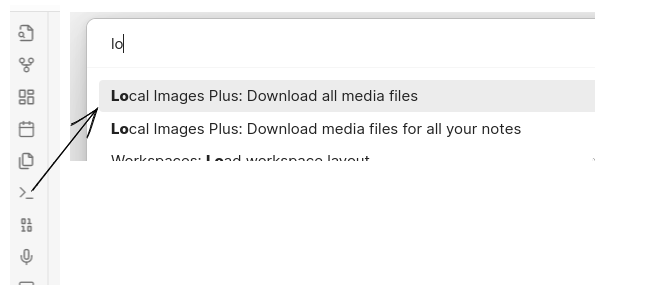 lo
Local Images Plus: Download all media files
Local Images Plus: Download media files for all your notes
Workspaces: Load workspace layout